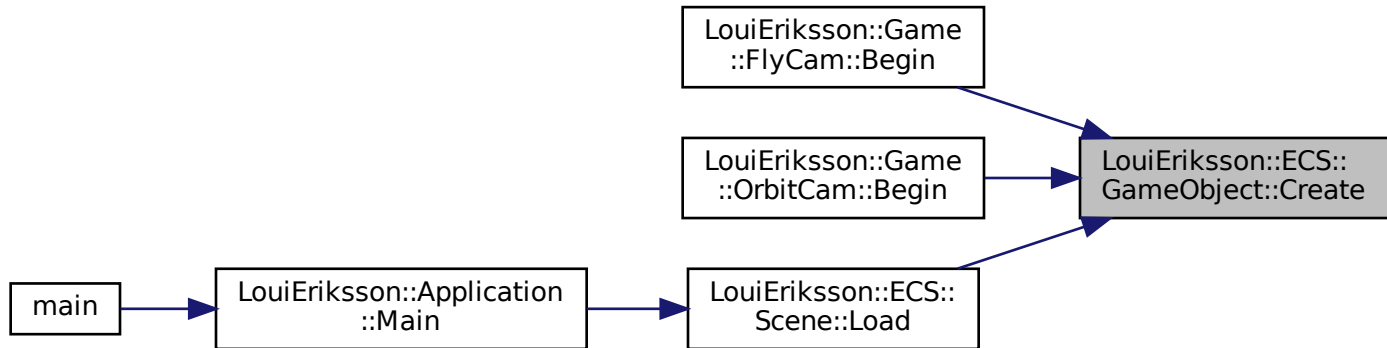 LouiEriksson::Game
::FlyCam::Begin
LouiEriksson::Game
::OrbitCam::Begin
LouiEriksson::ECS::
GameObject::Create
main
LouiEriksson::Application
::Main
LouiEriksson::ECS::
Scene::Load